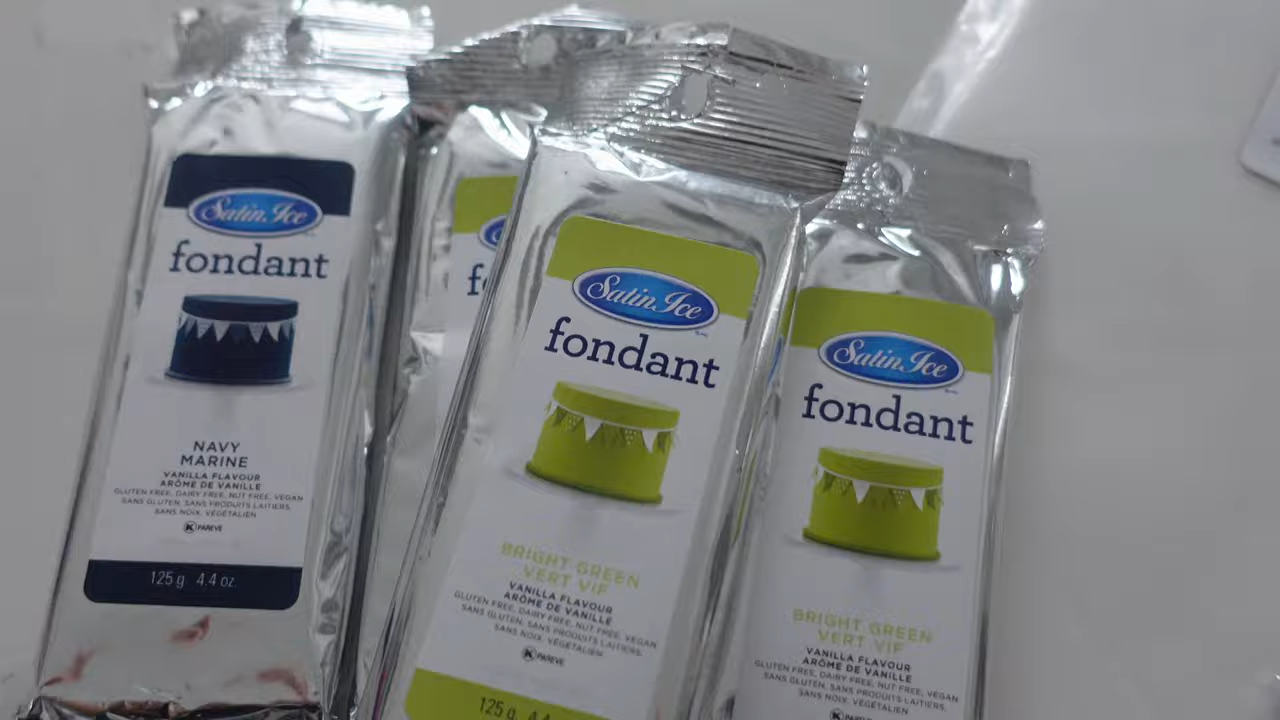 Satin Ice
fondant
NAVY
MARINE
VANILLA FLAVOUR
ARÔME DE VANILLE
GLUTEN FREE, DAIRY FREE, NUT FREE, VEGAN
SANS GLUTEN, SANS PRODUITS LAITIERS,
SANS NOIX, VÉGÉTALIEN
K PAREVE
125 g 4.4 oz.
Satin Ice
fondant
BRIGHT GREEN
VERT VIF
VANILLA FLAVOUR
ARÔME DE VANILLE
GLUTEN FREE, DAIRY FREE, NUT FREE, VEGAN
SANS GLUTEN, SANS PRODUITS LAITIERS,
SANS NOIX, VÉGÉTALIEN
K PAREVE
125 g 4.4
Satin Ice
fondant
BRIGHT GREEN
VERT VIF
VANILLA FLAVOUR
ARÔME DE VANILLE
GLUTEN FREE, DAIRY FREE, NUT FREE, VEGAN
SANS GLUTEN, SANS PRODUITS LAITIERS,
SANS NOIX, VÉGÉTALIEN
K PAREVE